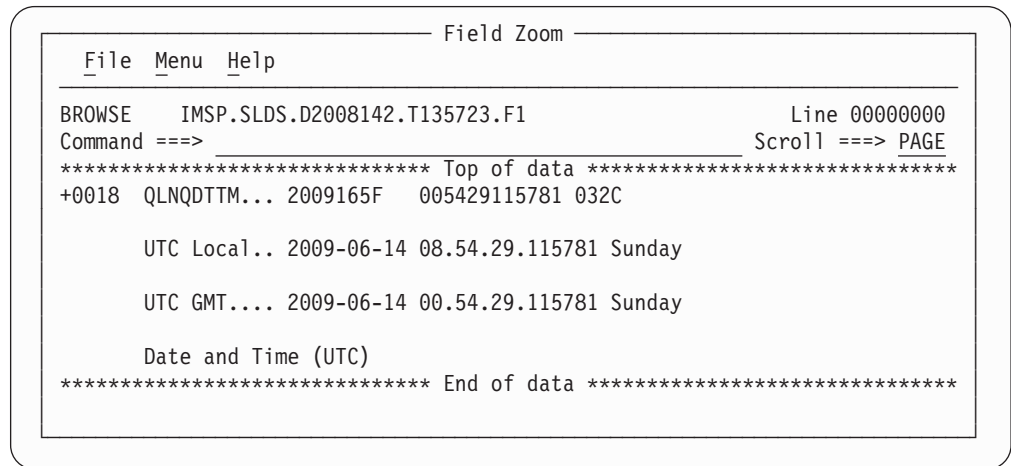 Field Zoom
File Menu Help
BROWSE IMSP.SLDS.D2008142.T135723.F1 Line 00000000
Command ===> Scroll ===> PAGE
******************************* Top of data *******************************
+0018 QLNQDTTM... 2009165F 005429115781 032C
UTC Local.. 2009-06-14 08.54.29.115781 Sunday
UTC GMT.... 2009-06-14 00.54.29.115781 Sunday
Date and Time (UTC)
******************************* End of data *******************************